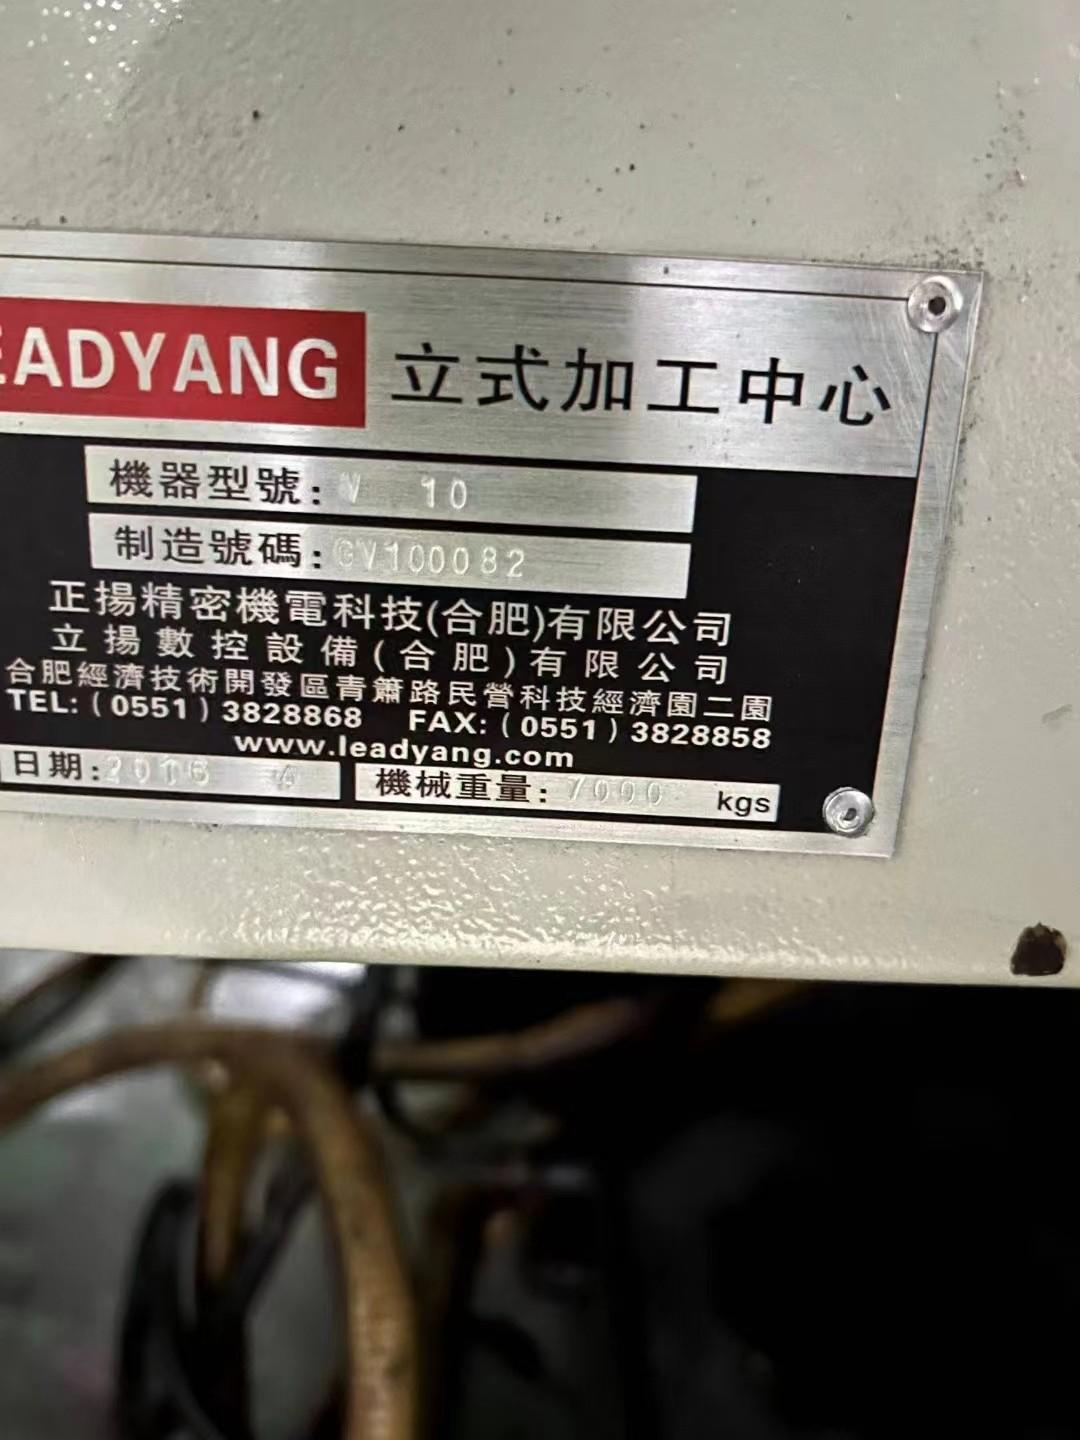 EADYANG 立式加工中心
機器型號: V 10
制造號碼: GV100082
正揚精密機電科技(合肥)有限公司
立揚數控設備(合肥)有限公司
合肥經濟技術開發區青簫路民營科技經濟園二園
TEL:(0551)3828868 FAX:(0551)3828858
www.leadyang.com
日期: 2016 機械重量: 7000 kgs